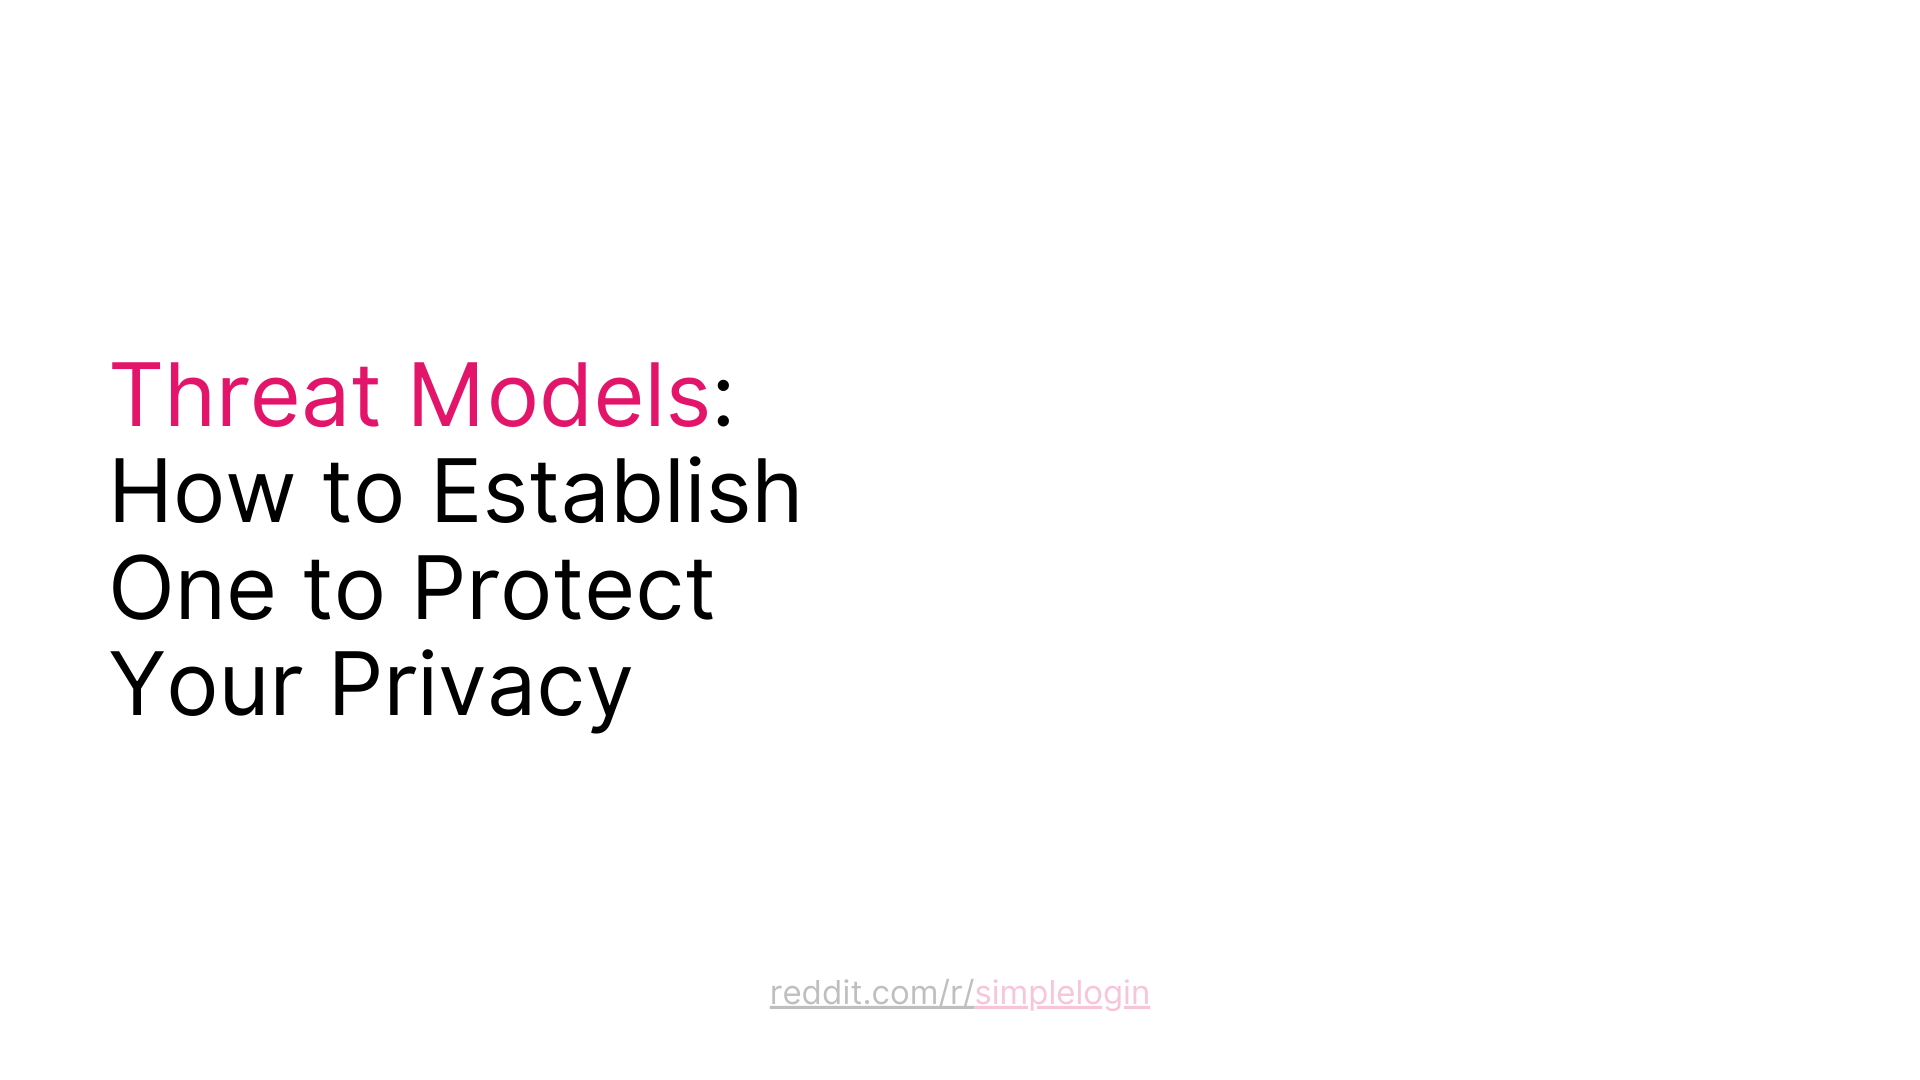 Threat Models:
How to Establish
One to Protect
Your Privacy
reddit.com/r/simplelogin